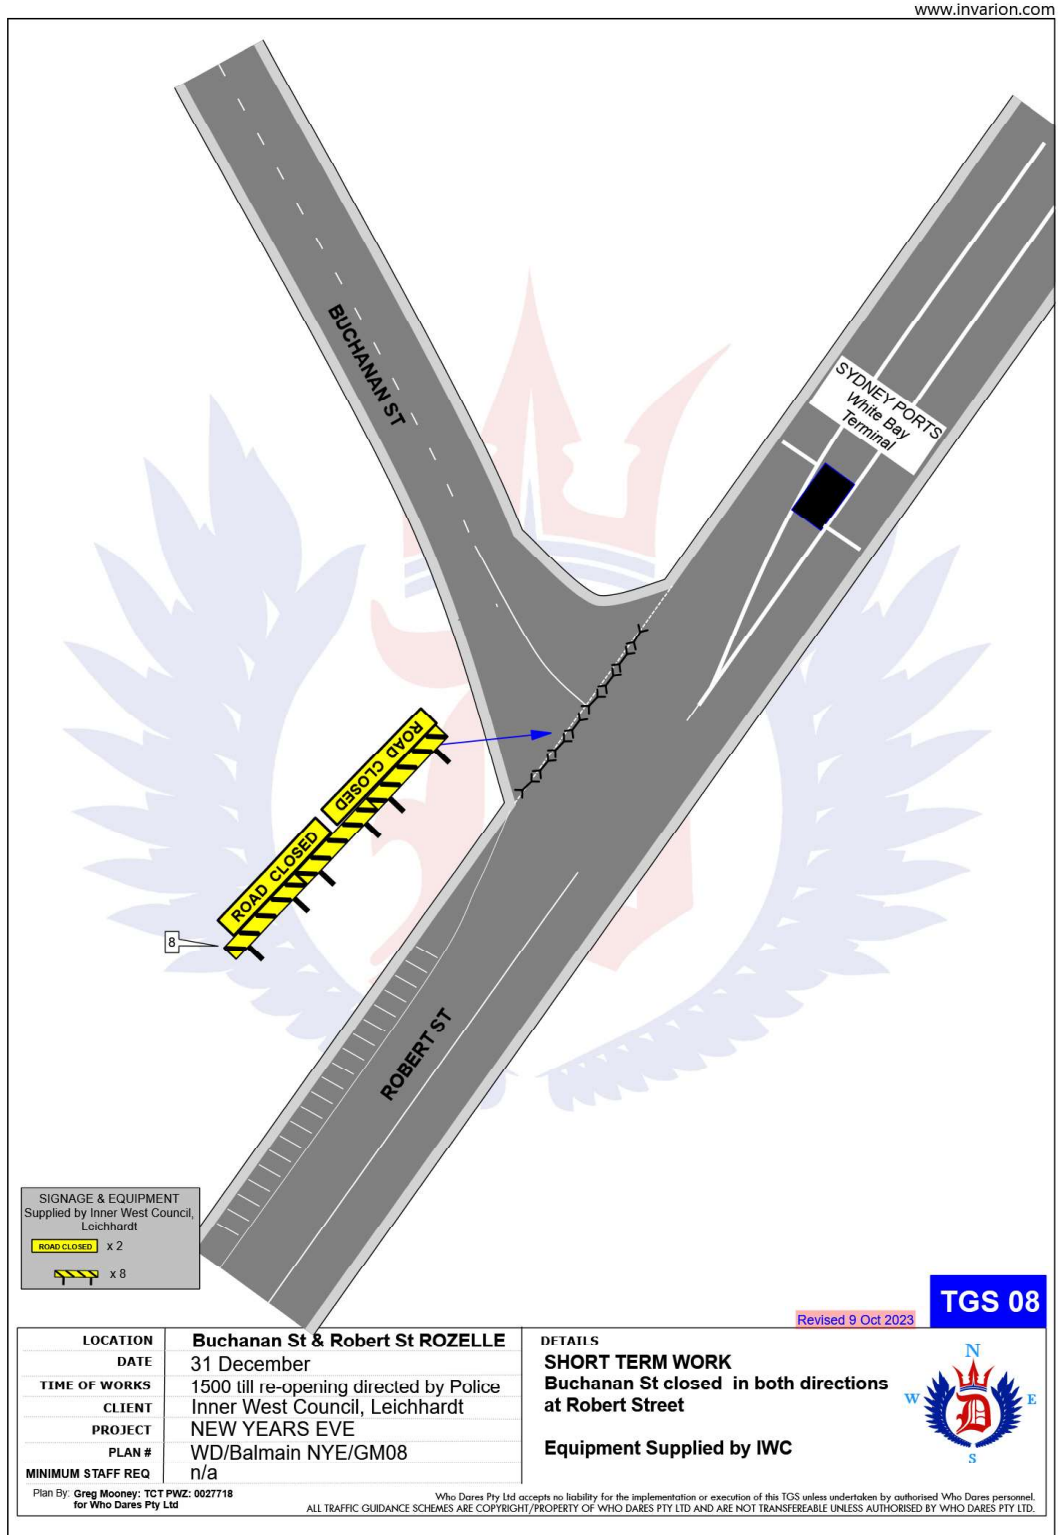 www.invarion.com
BUCHANAN ST
SYDNEY PORTS
White Bay
Terminal
ROAD CLOSED
ROAD CLOSED
8
ROBERT ST
SIGNAGE & EQUIPMENT
Supplied by Inner West Council,
Leichhardt
ROAD CLOSED x 2
x 8
TGS 08
Revised 9 Oct 2023
LOCATION Buchanan St & Robert St ROZELLE
DATE 31 December
TIME OF WORKS 1500 till re-opening directed by Police
CLIENT Inner West Council, Leichhardt
PROJECT NEW YEARS EVE
PLAN # WD/Balmain NYE/GM08
MINIMUM STAFF REQ n/a
DETAILS
SHORT TERM WORK
Buchanan St closed in both directions
at Robert Street
Equipment Supplied by IWC
N
W E
D
S
Plan By: Greg Mooney: TCT PWZ: 0027718
for Who Dares Pty Ltd
Who Dares Pty Ltd accepts no liability for the implementation or execution of this TGS unless undertaken by authorised Who Dares personnel.
ALL TRAFFIC GUIDANCE SCHEMES ARE COPYRIGHT/PROPERTY OF WHO DARES PTY LTD AND ARE NOT TRANSFEREABLE UNLESS AUTHORISED BY WHO DARES PTY LTD.